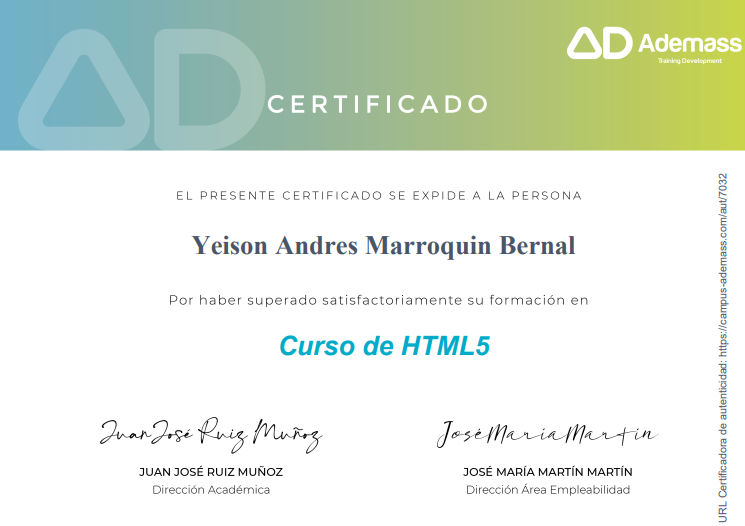 AD Ademass
Training Development
AD
CERTIFICADO
EL PRESENTE CERTIFICADO SE EXPIDE A LA PERSONA
Yeison Andres Marroquin Bernal
Por haber superado satisfactoriamente su formación en
Curso de HTML5
Juan José Ruiz Muñoz
José María Martín
JUAN JOSÉ RUIZ MUÑOZ
JOSÉ MARÍA MARTÍN MARTÍN
Dirección Académica
Dirección Área Empleabilidad
URL Certificadora de autenticidad: https://campus-ademass.com/aut/7032